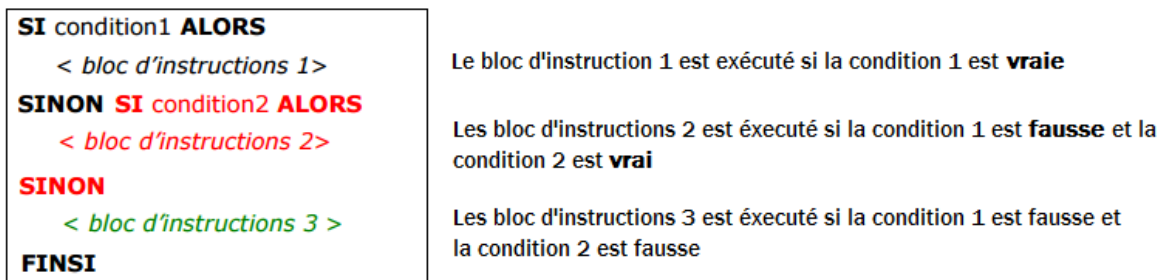 SI condition1 ALORS
< bloc d’instructions 1>
Le bloc d'instruction 1 est exécuté si la condition 1 est vraie
SINON SI condition2 ALORS
< bloc d’instructions 2>
Les bloc d'instructions 2 est éxecuté si la condition 1 est fausse et la
condition 2 est vrai
SINON
< bloc d’instructions 3 >
Les bloc d'instructions 3 est éxecuté si la condition 1 est fausse et
la condition 2 est fausse
FINSI